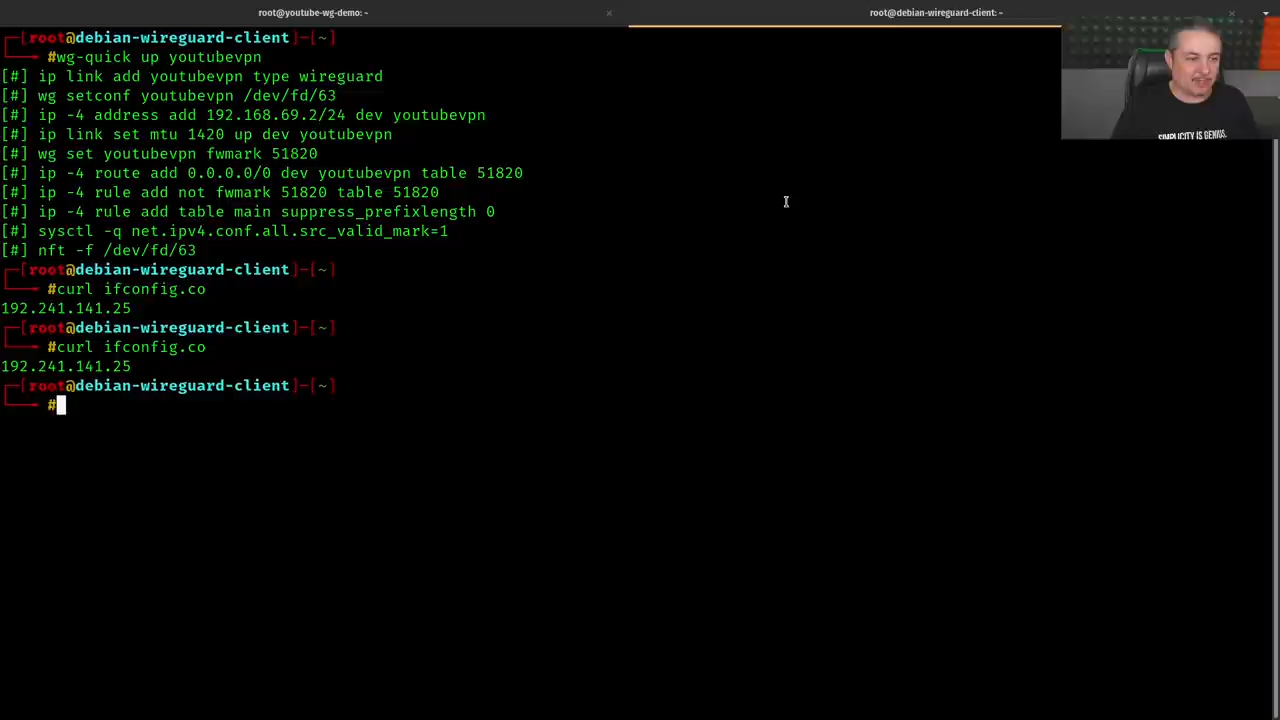 root@youtube-wg-demo: ~ × root@debian-wireguard-client: ~ ×
┌─[root@debian-wireguard-client]─[~]
└──╼ #wg-quick up youtubevpn
[#] ip link add youtubevpn type wireguard
[#] wg setconf youtubevpn /dev/fd/63
[#] ip -4 address add 192.168.69.2/24 dev youtubevpn
[#] ip link set mtu 1420 up dev youtubevpn
[#] wg set youtubevpn fwmark 51820
[#] ip -4 route add 0.0.0.0/0 dev youtubevpn table 51820
[#] ip -4 rule add not fwmark 51820 table 51820
[#] ip -4 rule add table main suppress_prefixlength 0
[#] sysctl -q net.ipv4.conf.all.src_valid_mark=1
[#] nft -f /dev/fd/63
┌─[root@debian-wireguard-client]─[~]
└──╼ #curl ifconfig.co
192.241.141.25
┌─[root@debian-wireguard-client]─[~]
└──╼ #curl ifconfig.co
192.241.141.25
┌─[root@debian-wireguard-client]─[~]
└──╼ #
SIMPLICITY IS GENIUS.